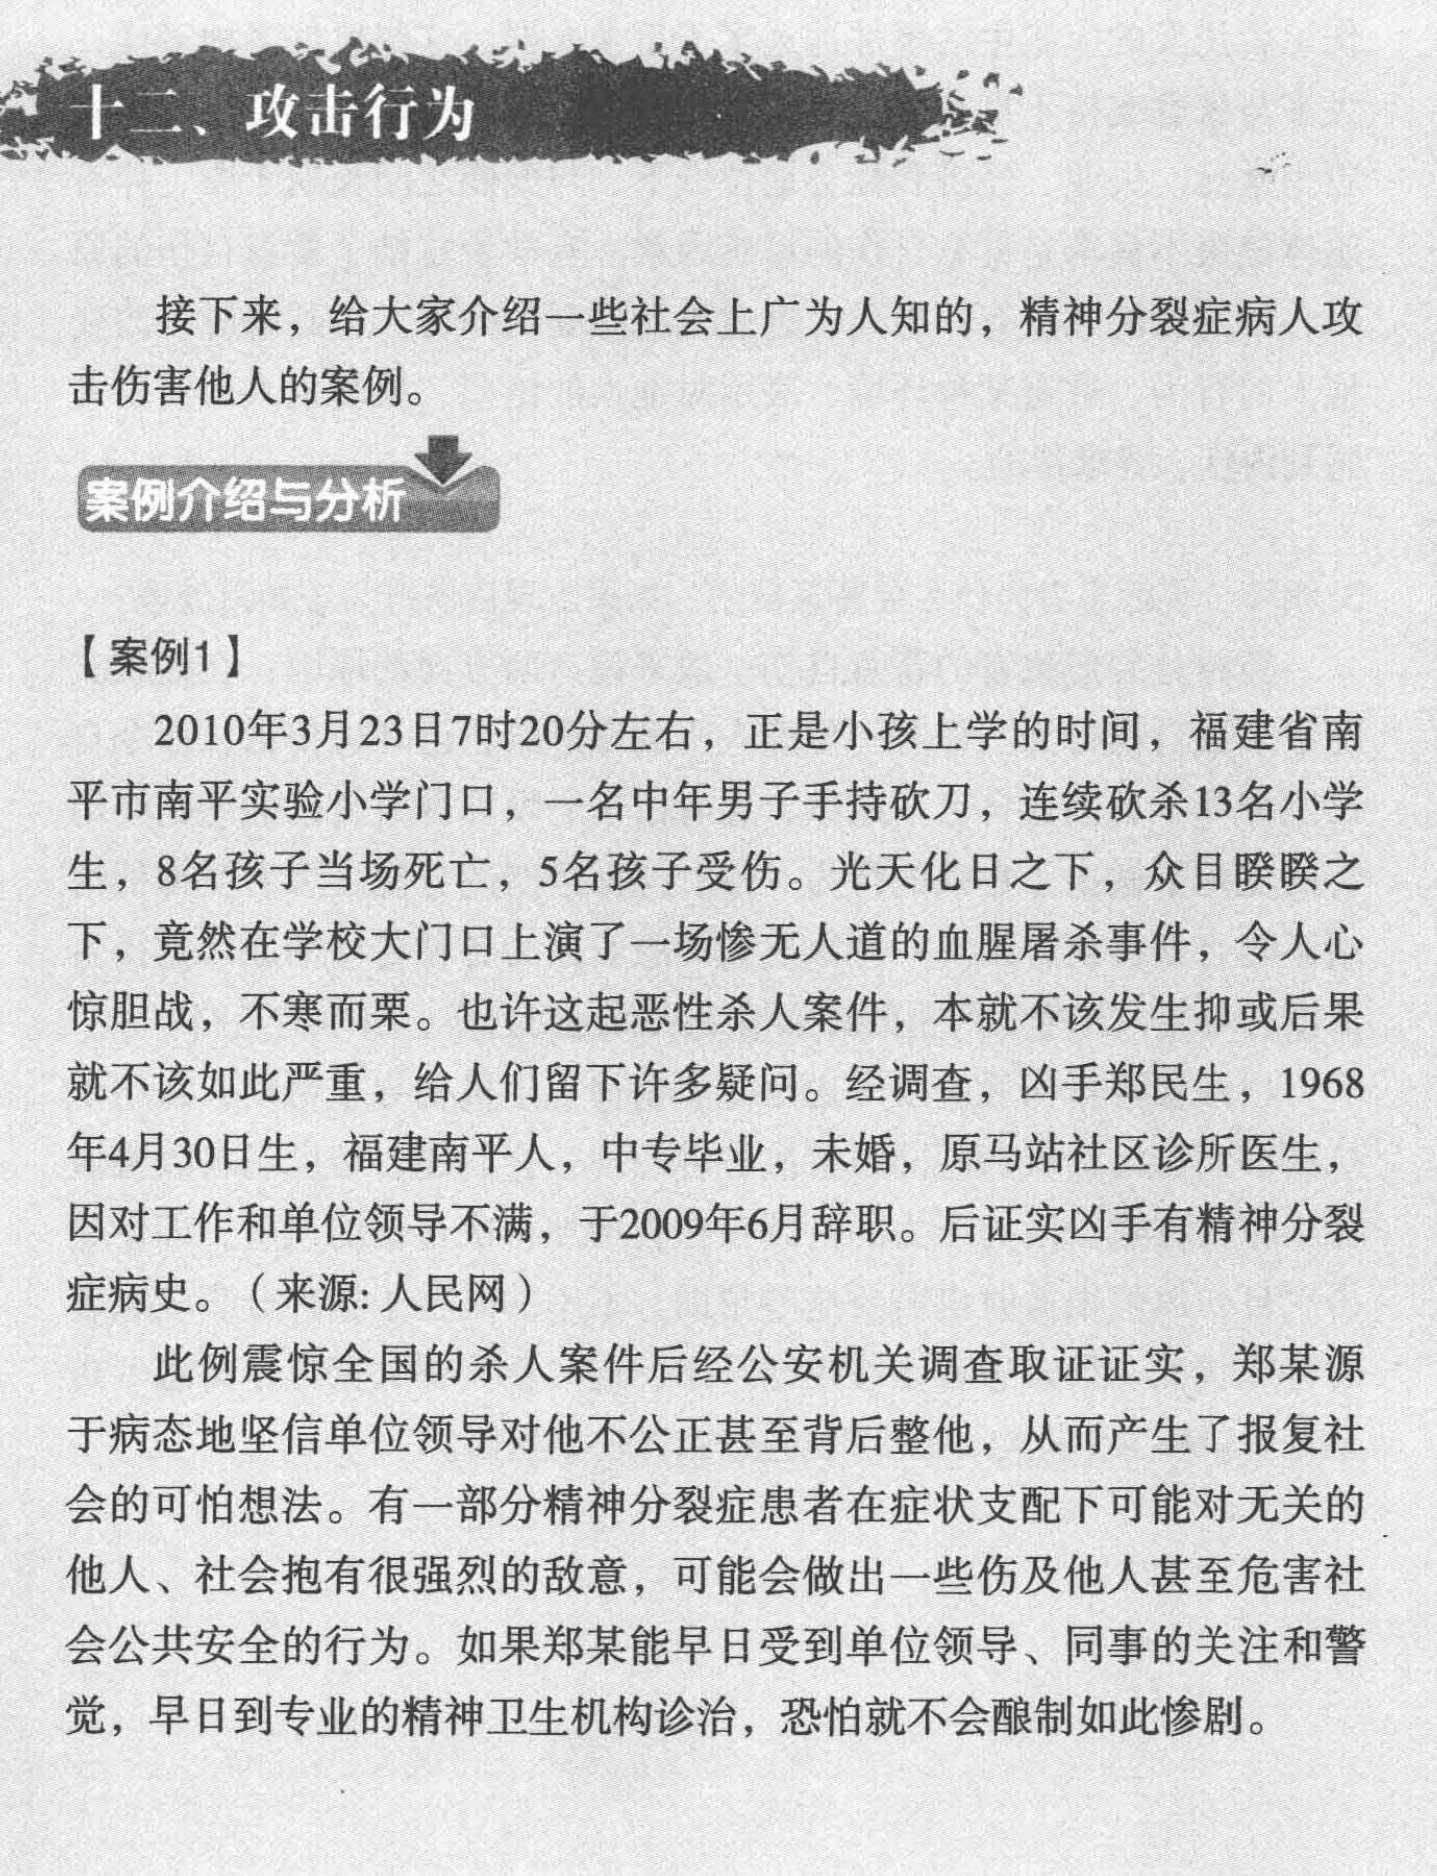 十二、攻击行为
接下来，给大家介绍一些社会上广为人知的，精神分裂症病人攻
击伤害他人的案例。
案例介绍与分析
【案例1】
2010年3月23日7时20分左右，正是小孩上学的时间，福建省南
平市南平实验小学门口，一名中年男子手持砍刀，连续砍杀13名小学
生，8名孩子当场死亡，5名孩子受伤。光天化日之下，众目睽睽之
下，竟然在学校大门口上演了一场惨无人道的血腥屠杀事件，令人心
惊胆战，不寒而栗。也许这起恶性杀人案件，本就不该发生抑或后果
就不该如此严重，给人们留下许多疑问。经调查，凶手郑民生，1968
年4月30日生，福建南平人，中专毕业，未婚，原马站社区诊所医生，
因对工作和单位领导不满，于2009年6月辞职。后证实凶手有精神分裂
症病史。（来源: 人民网）
此例震惊全国的杀人案件后经公安机关调查取证证实，郑某源
于病态地坚信单位领导对他不公正甚至背后整他，从而产生了报复社
会的可怕想法。有一部分精神分裂症患者在症状支配下可能对无关的
他人、社会抱有很强烈的敌意，可能会做出一些伤及他人甚至危害社
会公共安全的行为。如果郑某能早日受到单位领导、同事的关注和警
觉，早日到专业的精神卫生机构诊治，恐怕就不会酿制如此惨剧。